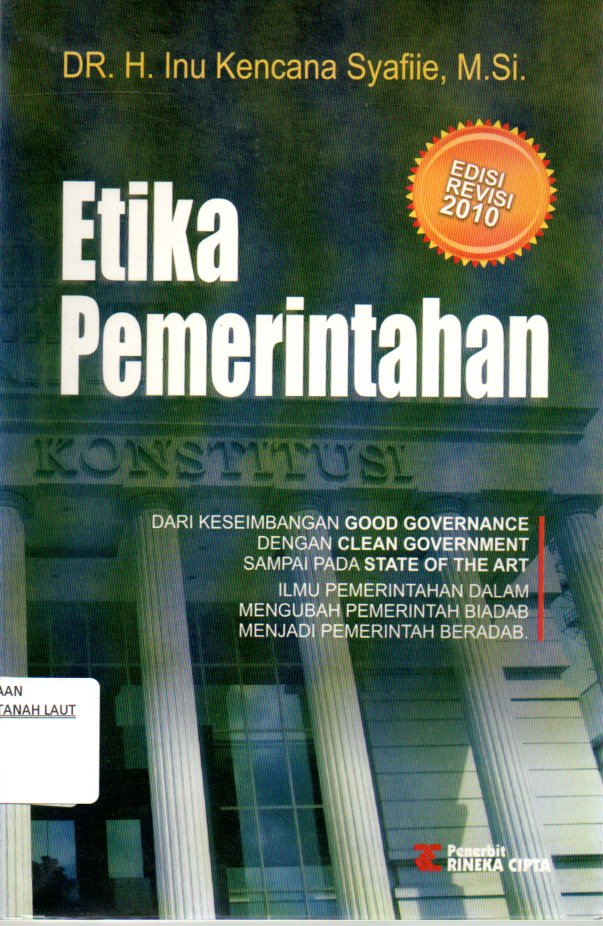 DR. H. Inu Kencana Syafiie, M.Si.
EDISI
REVISI
2010
Etika
Pemerintahan
KONSTITUSI
DARI KESEIMBANGAN GOOD GOVERNANCE
DENGAN CLEAN GOVERNMENT
SAMPAI PADA STATE OF THE ART
ILMU PEMERINTAHAN DALAM
MENGUBAH PEMERINTAH BIADAB
MENJADI PEMERINTAH BERADAB.
AAN
TANAH LAUT
Penerbit
RINEKA CIPTA